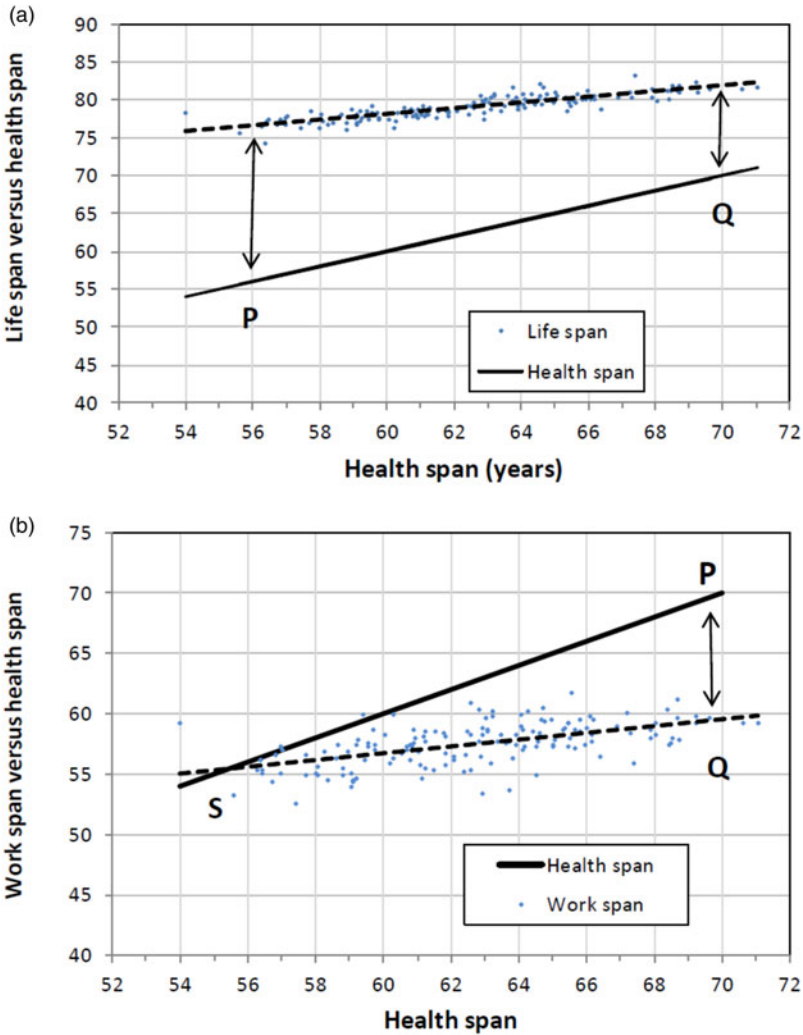 (a)
Life span versus health span
90
85
80
75
70
65
60
55
50
45
40
P
Q
Life span
Health span
52 54 56 58 60 62 64 66 68 70 72
Health span (years)
(b)
Work span versus health span
75
70
65
60
55
50
45
40
P
S
Q
Health span
Work span
52 54 56 58 60 62 64 66 68 70 72
Health span